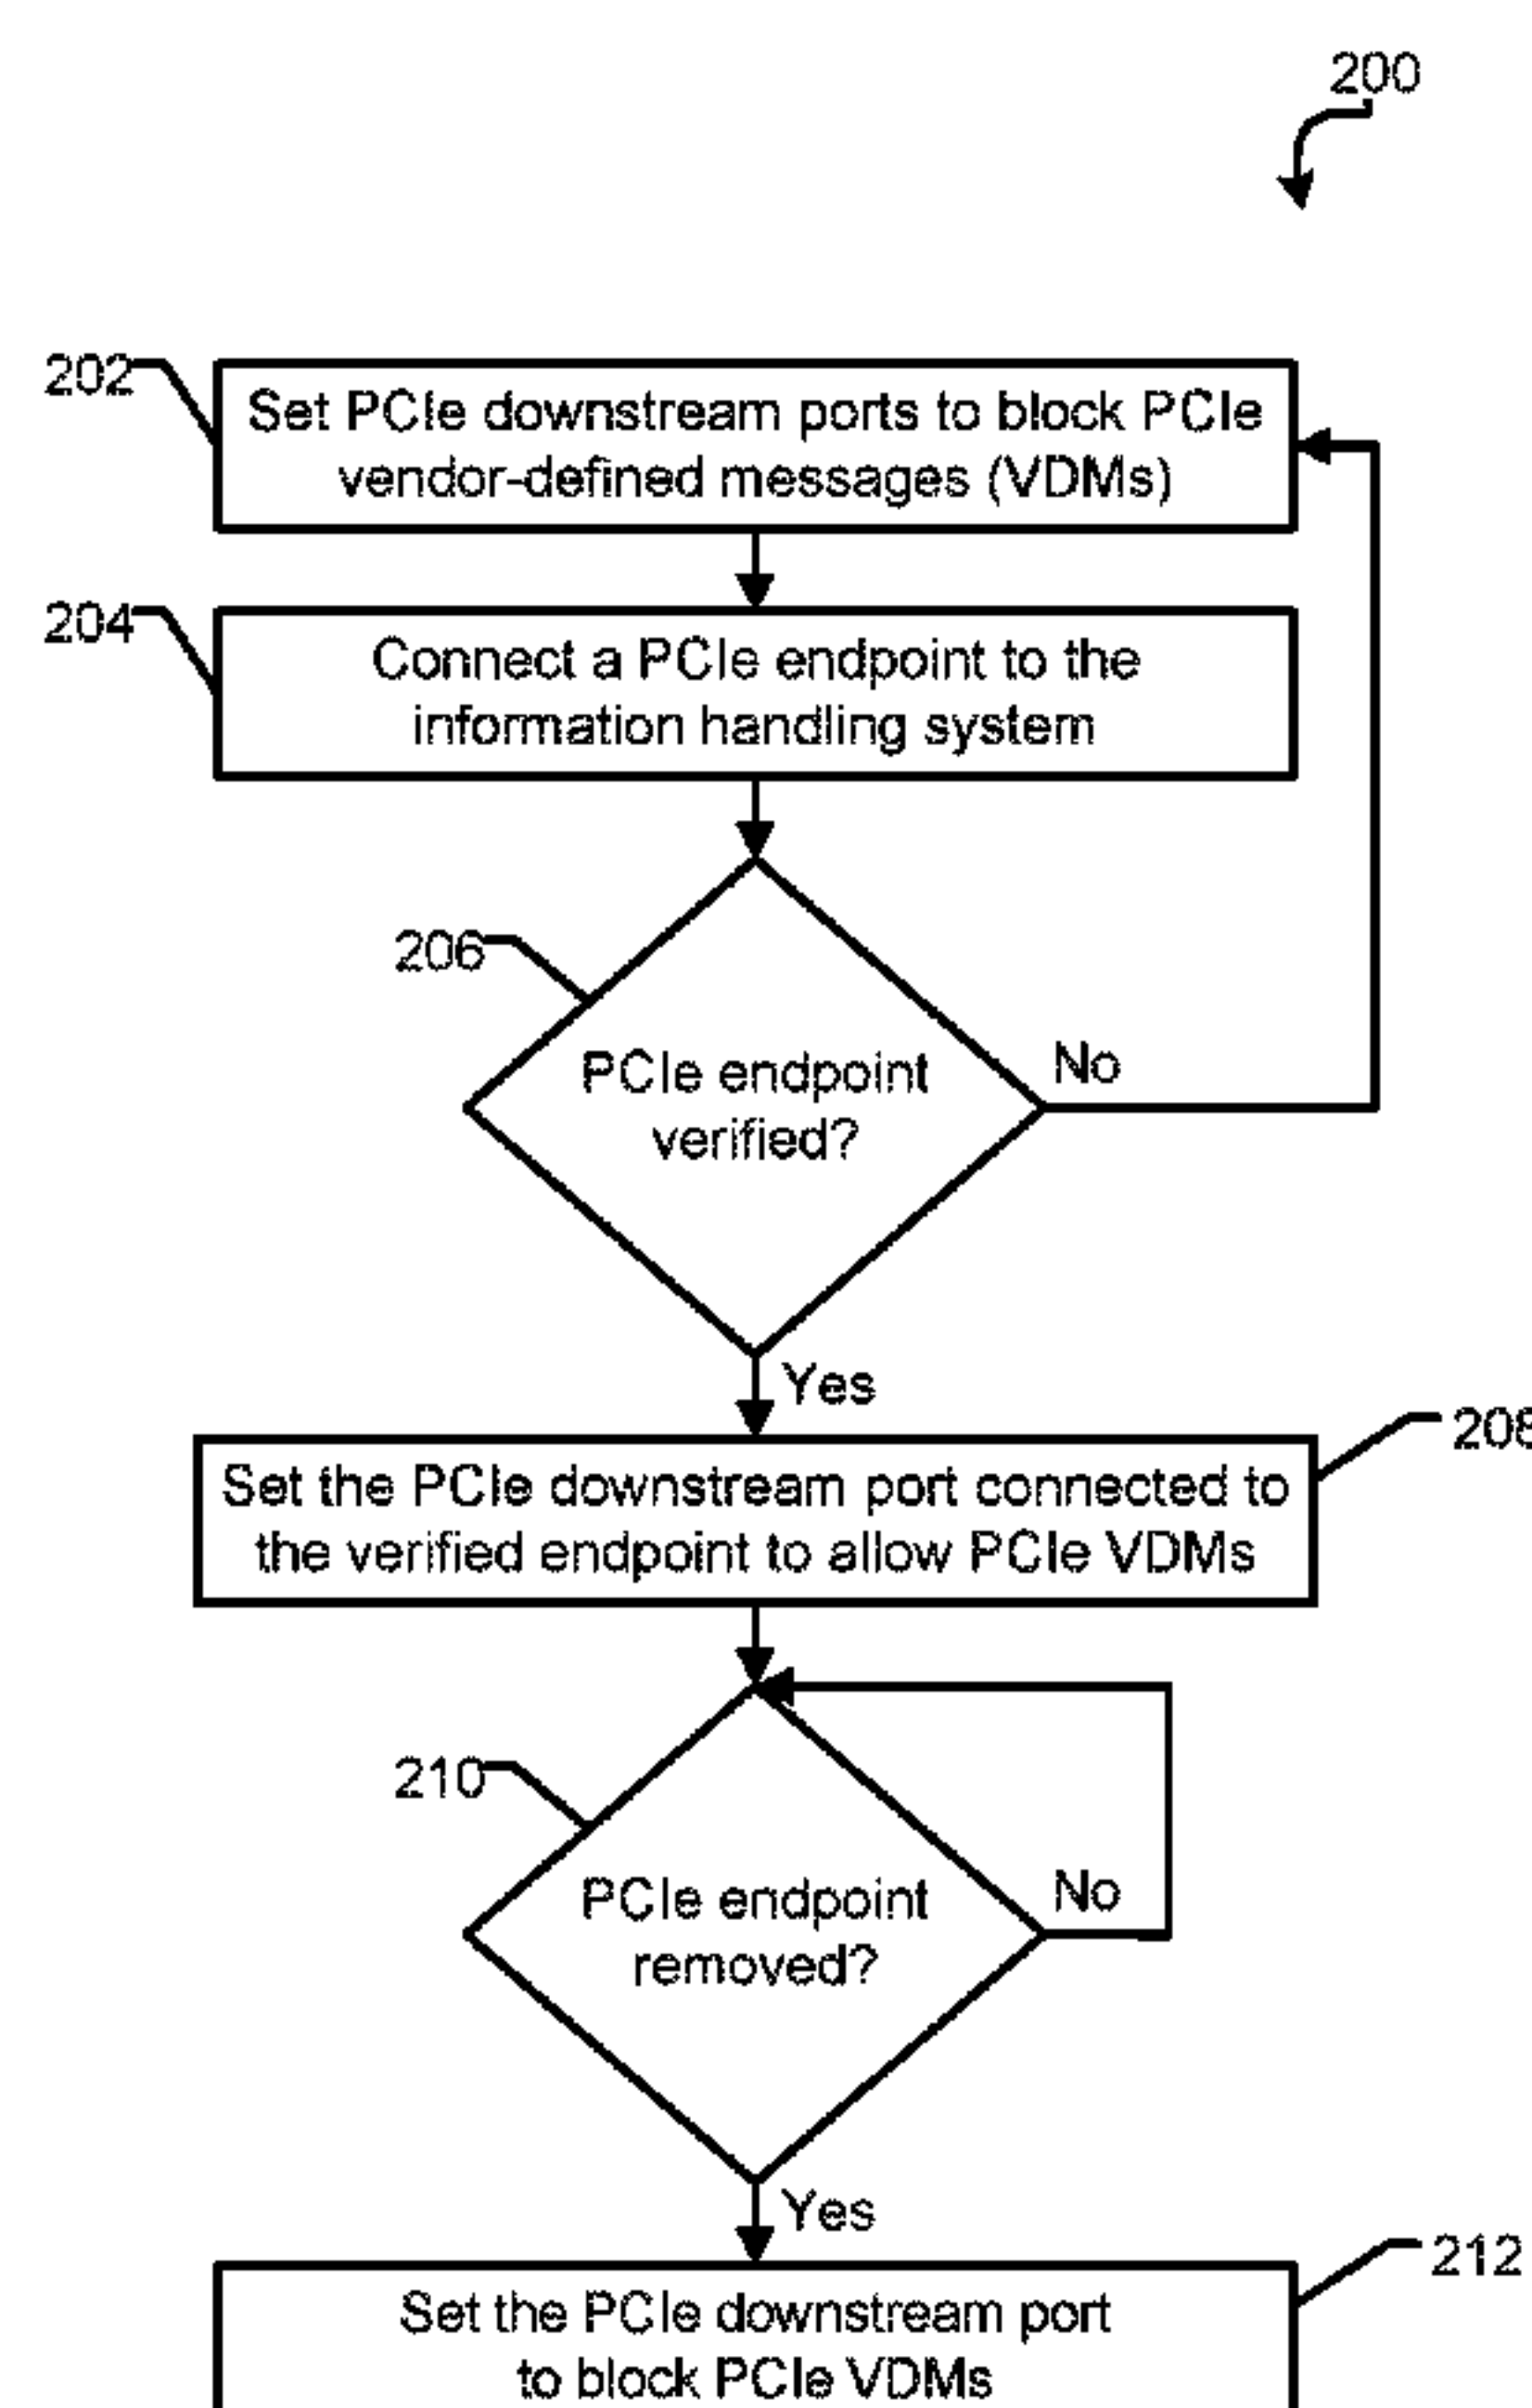 200
202
Set PCIe downstream ports to block PCIe
vendor-defined messages (VDMs)
204
Connect a PCIe endpoint to the
information handling system
206
PCIe endpoint
verified?
No
Yes
208
Set the PCIe downstream port connected to
the verified endpoint to allow PCIe VDMs
210
PCIe endpoint
removed?
No
Yes
212
Set the PCIe downstream port
to block PCIe VDMs